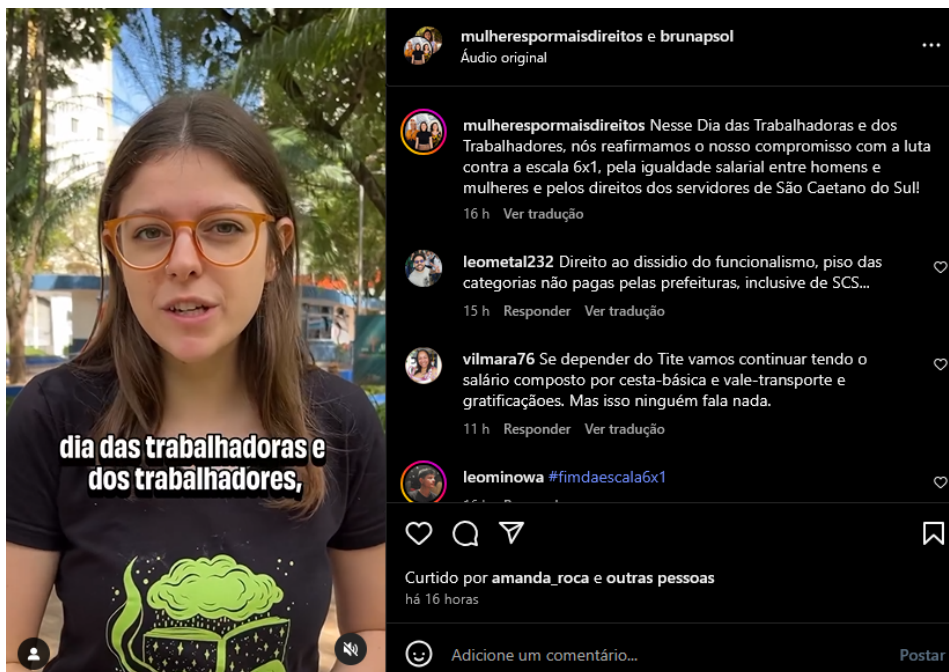 mulherespormaisdireitos e brunapsol
Áudio original
mulherespormaisdireitos Nesse Dia das Trabalhadoras e dos
Trabalhadores, nós reafirmamos o nosso compromisso com a luta
contra a escala 6x1, pela igualdade salarial entre homens e
mulheres e pelos direitos dos servidores de São Caetano do Sul!
16 h Ver tradução
leometal232 Direito ao dissidio do funcionalismo, piso das
categorias não pagas pelas prefeituras, inclusive de SCS...
15 h Responder Ver tradução
vilmara76 Se depender do Tite vamos continuar tendo o
salário composto por cesta-básica e vale-transporte e
gratificaçãoes. Mas isso ninguém fala nada.
11 h Responder Ver tradução
leominowa #fimdaescala6x1
Curtido por amanda_roca e outras pessoas
há 16 horas
Adicione um comentário...
Postar
dia das trabalhadoras e
dos trabalhadores,